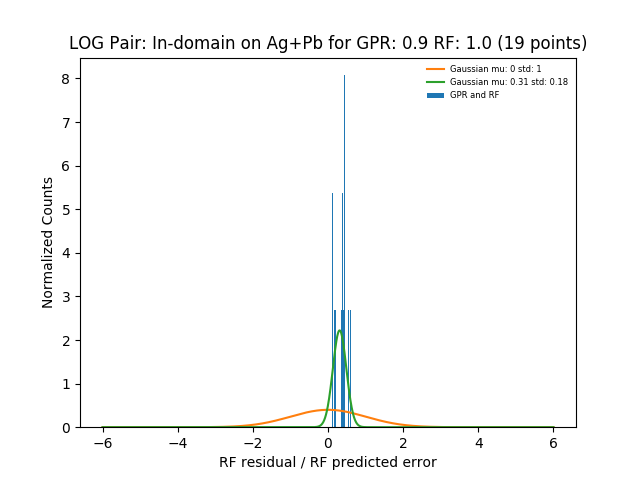 LOG Pair: In-domain on Ag+Pb for GPR: 0.9 RF: 1.0 (19 points)
Gaussian mu: 0 std: 1
Gaussian mu: 0.31 std: 0.18
GPR and RF
Normalized Counts
8
7
6
5
4
3
2
1
0
−6
−4
−2
0
2
4
6
RF residual / RF predicted error